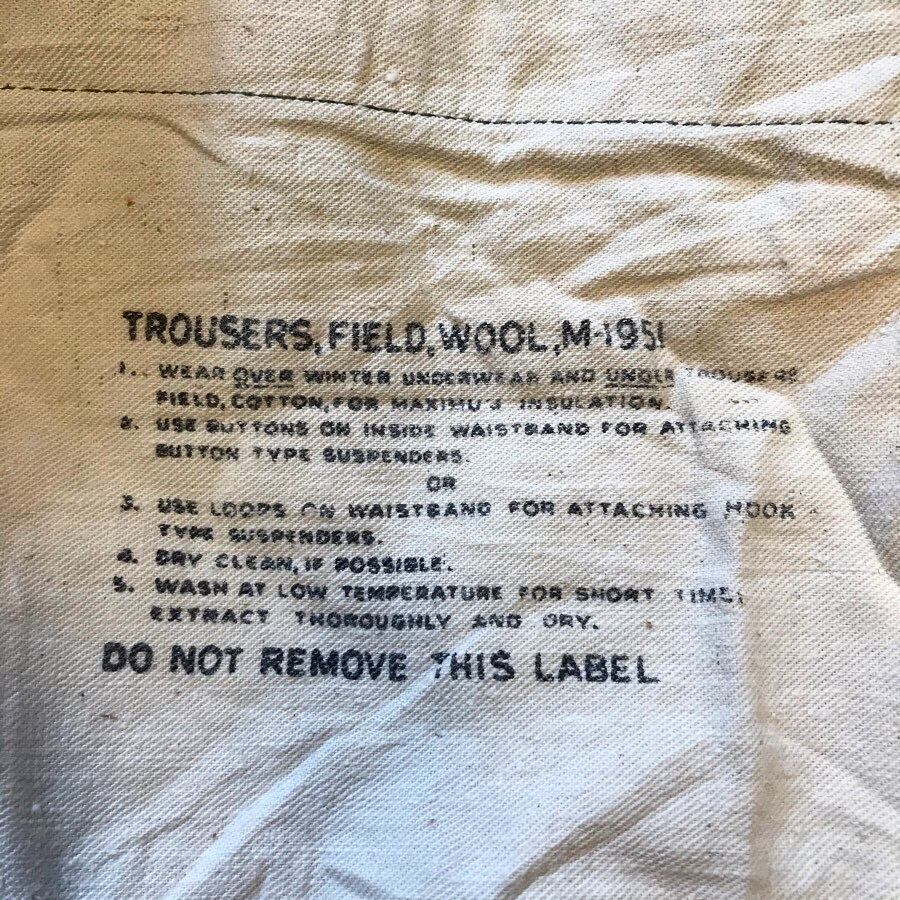 TROUSERS, FIELD, WOOL, M-1951
1.. WEAR OVER WINTER UNDERWEAR AND UNDER TROUSERS
FIELD, COTTON, FOR MAXIMUM INSULATION.
2. USE BUTTONS ON INSIDE WAISTBAND FOR ATTACHING
BUTTON TYPE SUSPENDERS.
OR
3. USE LOOPS ON WAISTBAND FOR ATTACHING HOOK
TYPE SUSPENDERS.
4. DRY CLEAN, IF POSSIBLE.
5. WASH AT LOW TEMPERATURE FOR SHORT TIME;
EXTRACT THOROUGHLY AND DRY.
DO NOT REMOVE THIS LABEL